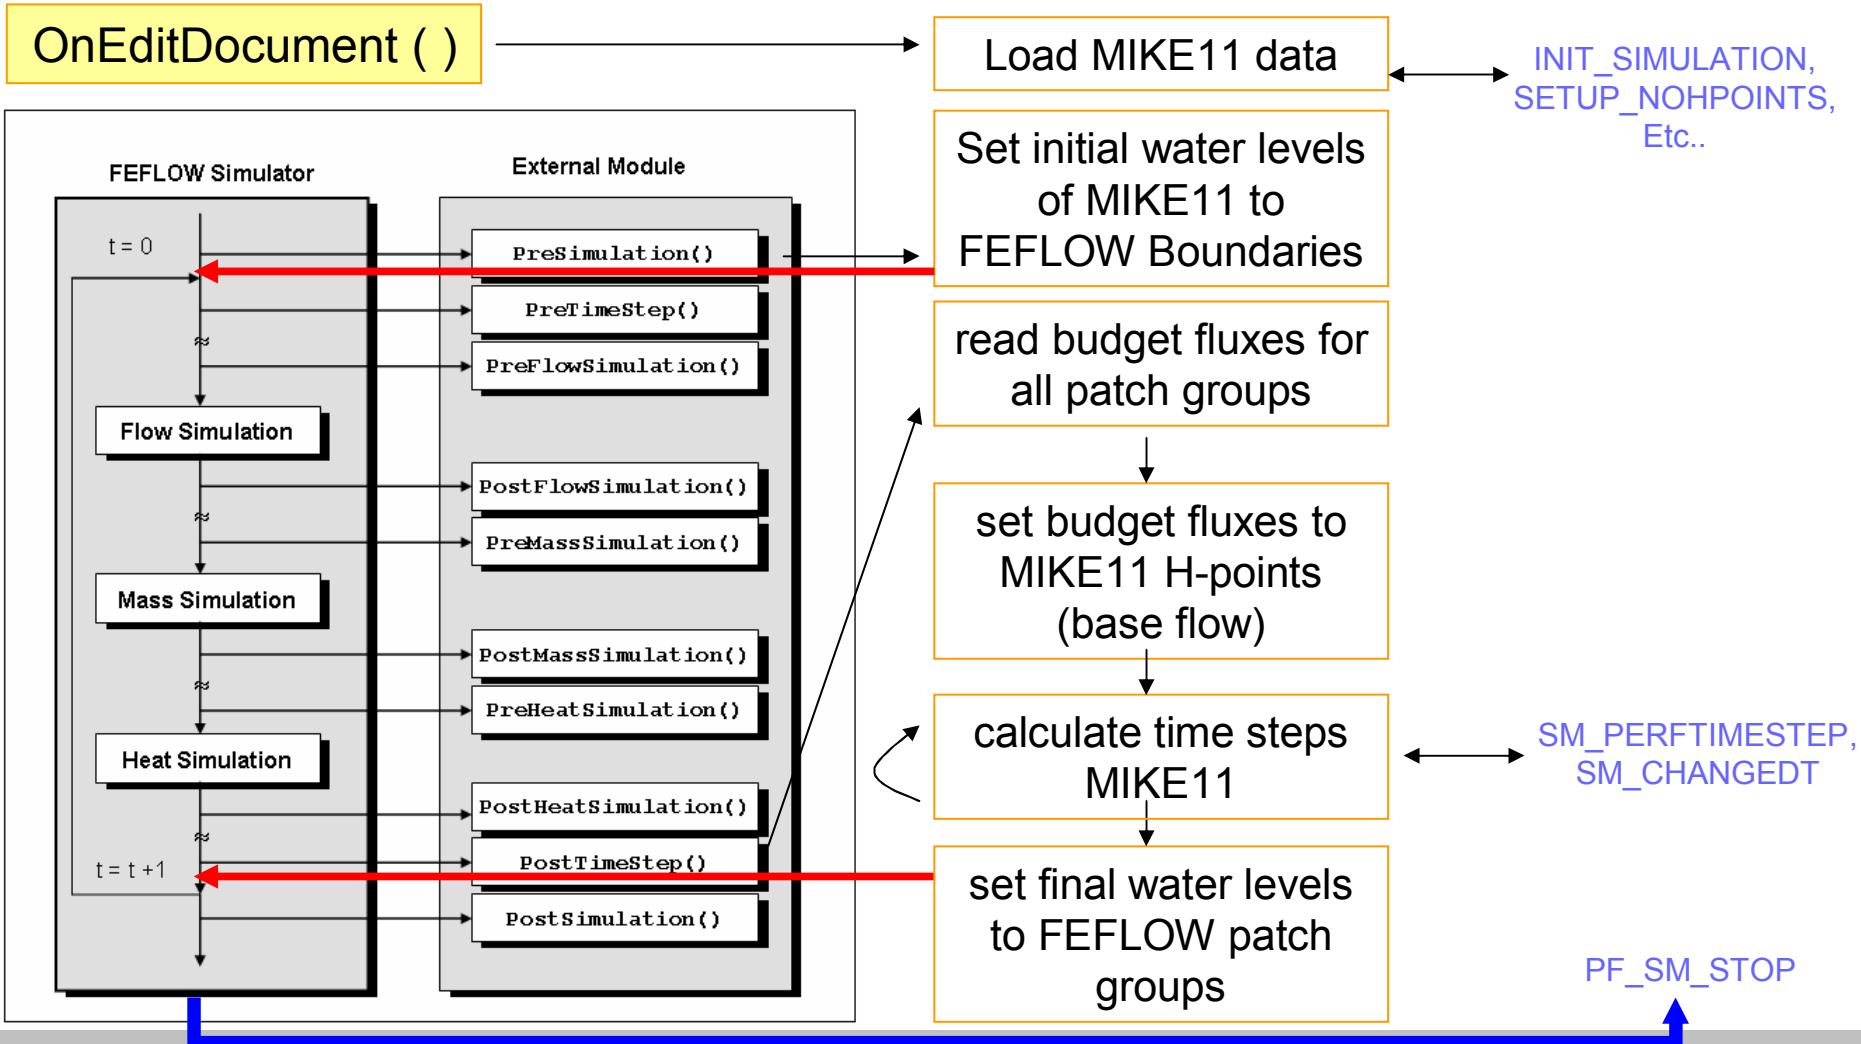 OnEditDocument ( )
Load MIKE11 data
INIT_SIMULATION,
SETUP_NOHPOINTS,
Etc..
FEFLOW Simulator
External Module
t = 0
PreSimulation()
PreTimeStep()
≈
PreFlowSimulation()
Flow Simulation
PostFlowSimulation()
≈
PreMassSimulation()
Mass Simulation
PostMassSimulation()
≈
PreHeatSimulation()
Heat Simulation
PostHeatSimulation()
≈
PostTimeStep()
t = t +1
PostSimulation()
Set initial water levels
of MIKE11 to
FEFLOW Boundaries
read budget fluxes for
all patch groups
set budget fluxes to
MIKE11 H-points
(base flow)
calculate time steps
MIKE11
SM_PERFTIMESTEP,
SM_CHANGEDT
set final water levels
to FEFLOW patch
groups
PF_SM_STOP